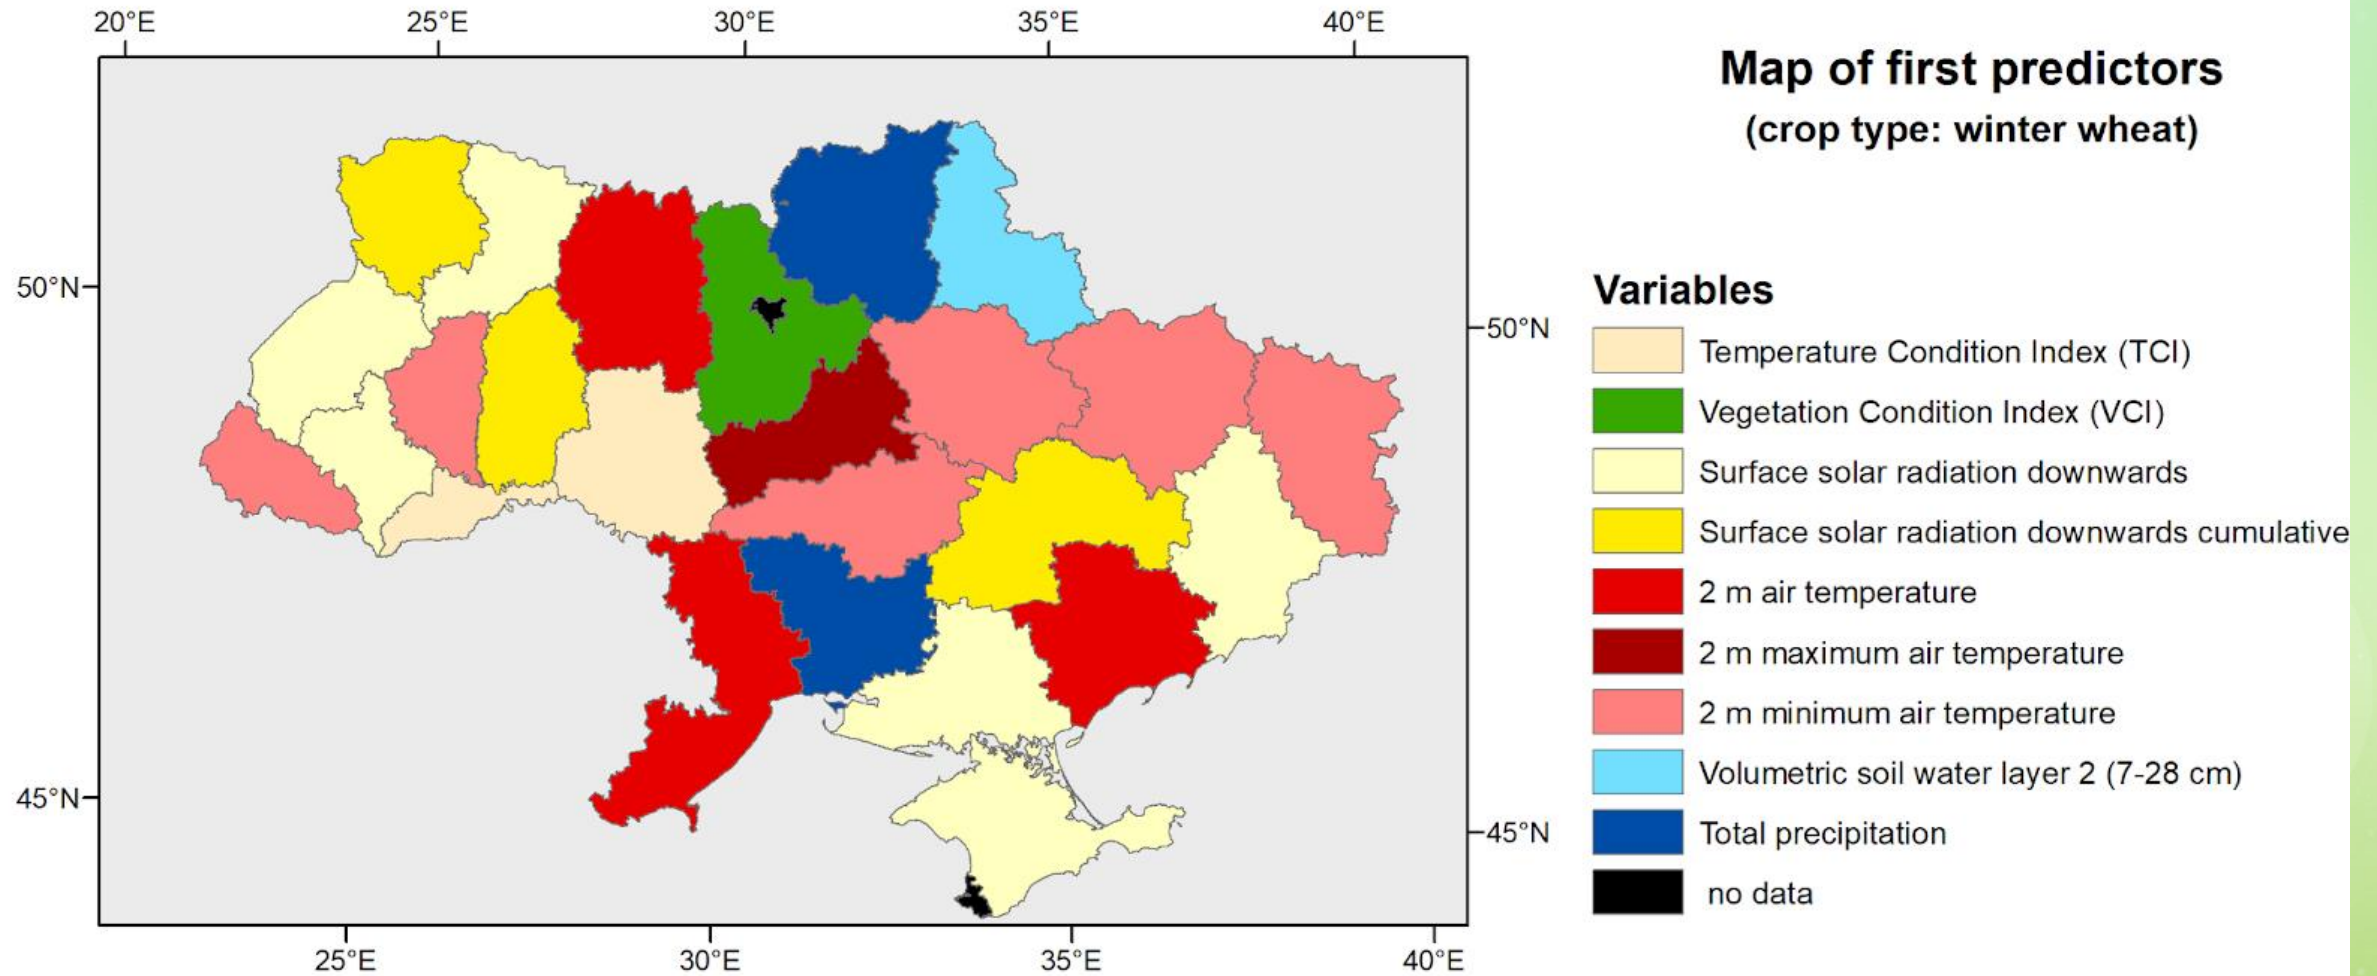 20°E 25°E 30°E 35°E 40°E
Map of first predictors
(crop type: winter wheat)
50°N
50°N
45°N
45°N
25°E 30°E 35°E 40°E
Variables
Temperature Condition Index (TCI)
Vegetation Condition Index (VCI)
Surface solar radiation downwards
Surface solar radiation downwards cumulative
2 m air temperature
2 m maximum air temperature
2 m minimum air temperature
Volumetric soil water layer 2 (7-28 cm)
Total precipitation
no data